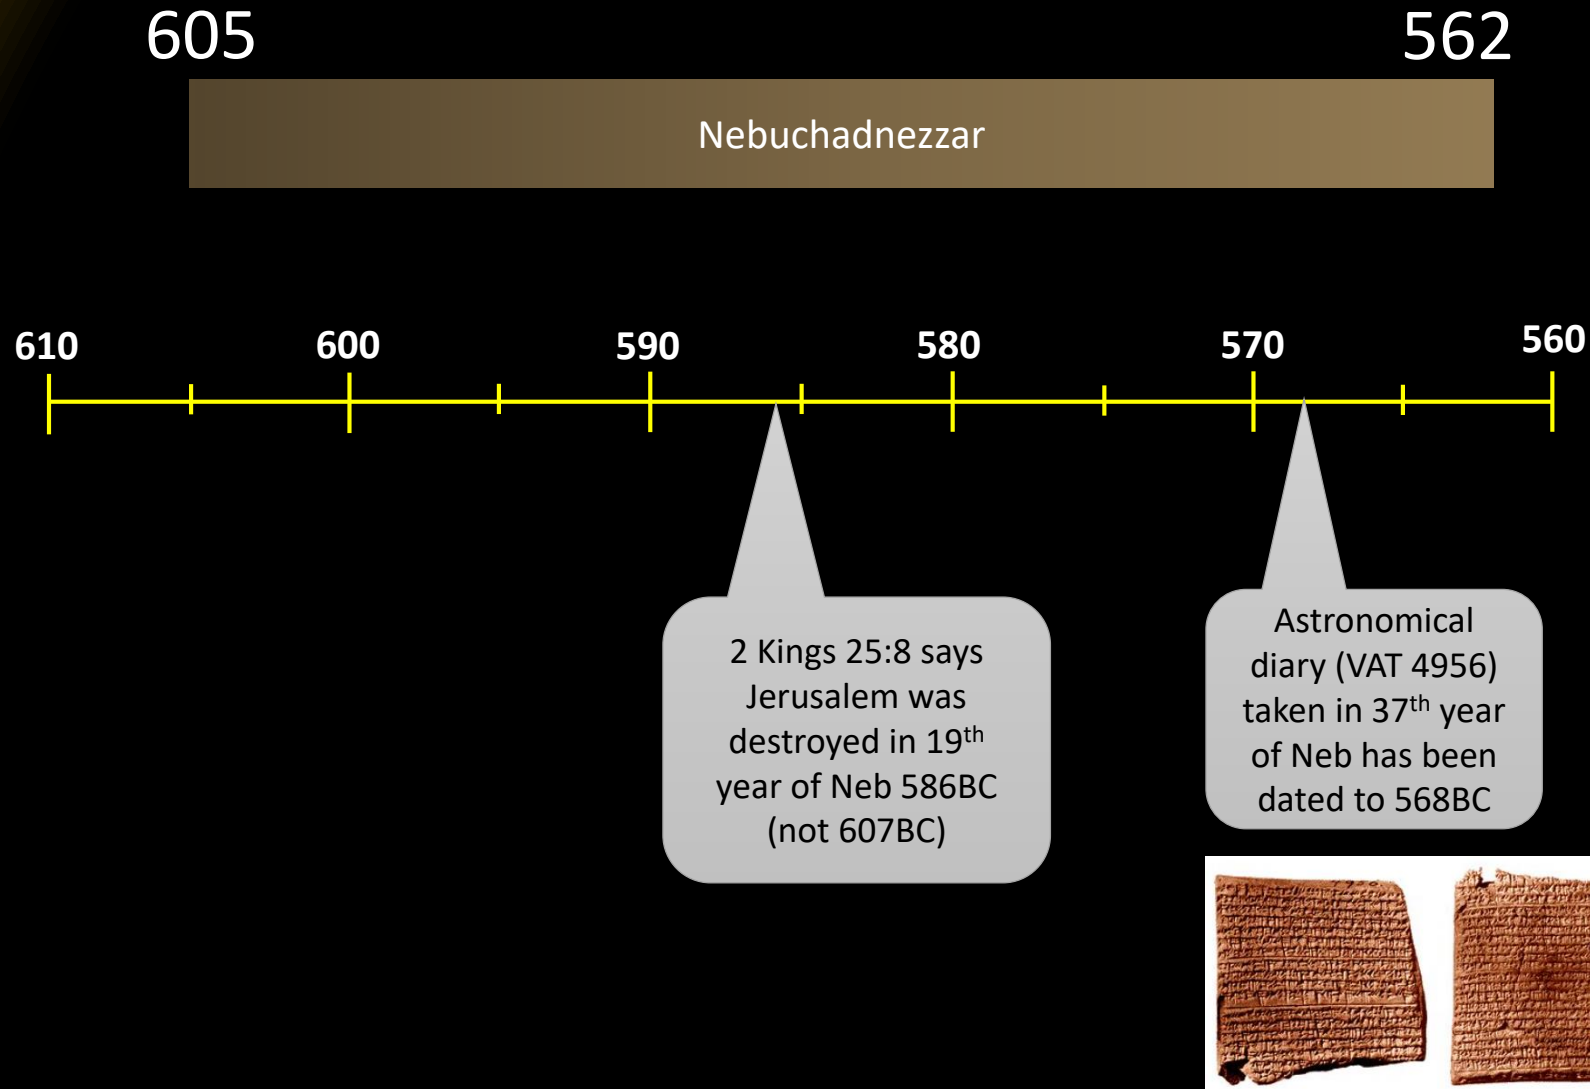 605
562
Nebuchadnezzar
610
600
590
580
570
560
2 Kings 25:8 says
Jerusalem was
destroyed in 19th
year of Neb 586BC
(not 607BC)
Astronomical
diary (VAT 4956)
taken in 37th year
of Neb has been
dated to 568BC